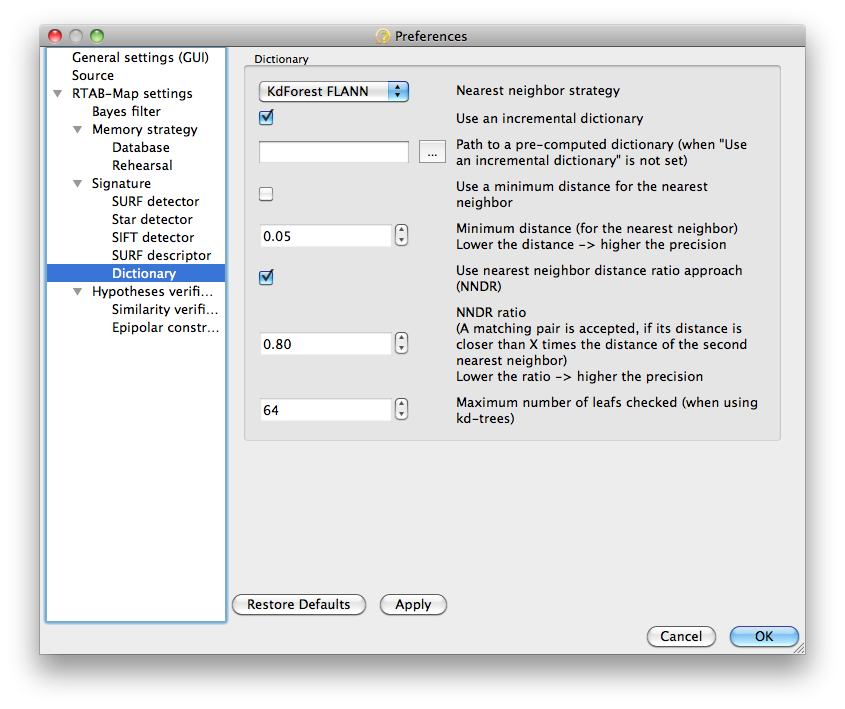 Preferences
General settings (GUI)
Source
RTAB-Map settings
Bayes filter
Memory strategy
Database
Rehearsal
Signature
SURF detector
Star detector
SIFT detector
SURF descriptor
Dictionary
Hypotheses verifi...
Similarity verifi...
Epipolar constr...
Dictionary
KdForest FLANN
Nearest neighbor strategy
Use an incremental dictionary
...
Path to a pre-computed dictionary (when "Use
an incremental dictionary" is not set)
Use a minimum distance for the nearest
neighbor
0.05
Minimum distance (for the nearest neighbor)
Lower the distance -> higher the precision
Use nearest neighbor distance ratio approach
(NNDR)
0.80
NNDR ratio
(A matching pair is accepted, if its distance is
closer than X times the distance of the second
nearest neighbor)
Lower the ratio -> higher the precision
64
Maximum number of leafs checked (when using
kd-trees)
Restore Defaults
Apply
Cancel
OK